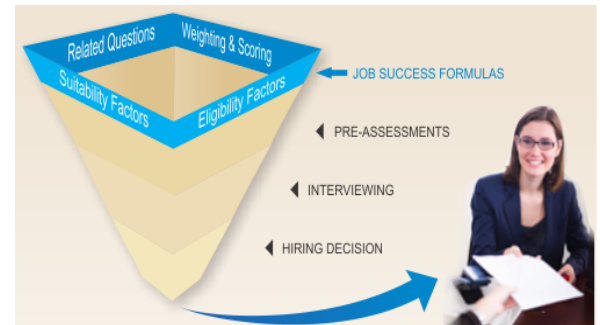 Related Questions
Weighting & Scoring
Suitability Factors
Eligibility Factors
JOB SUCCESS FORMULAS
PRE-ASSESSMENTS
INTERVIEWING
HIRING DECISION